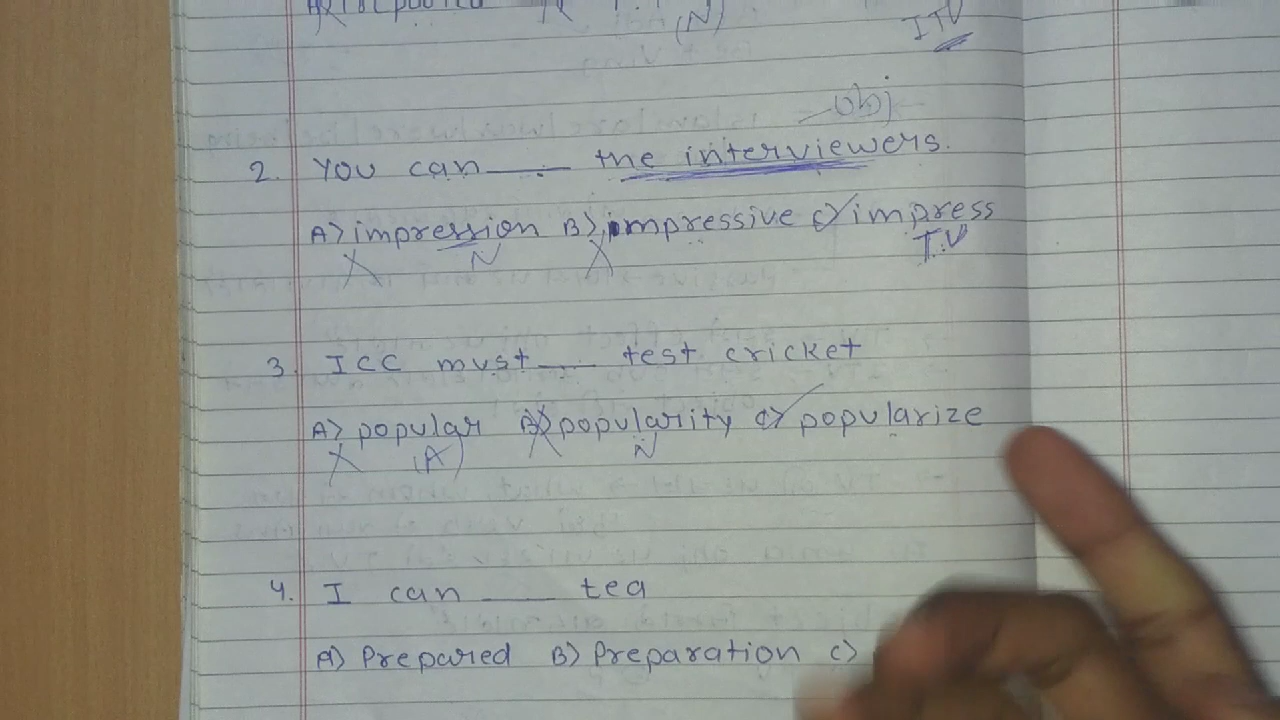 (N)
ITV
obj
2. You can ___ the interviewers.
A) impression B) impressive C) impress
X N X T.V
3. ICC must ___ test cricket
A) popular B) popularity C) popularize
X (A) X N
4. I can ___ tea
A) Prepared B) Preparation C)